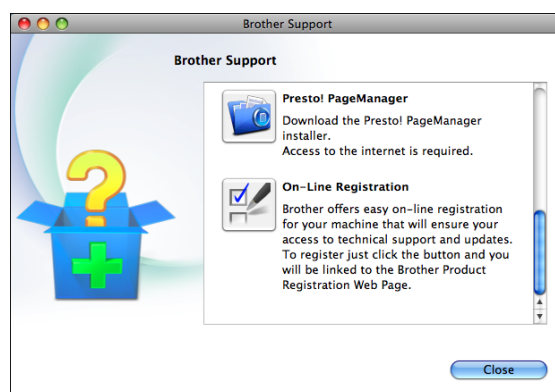 Brother Support
Brother Support
Presto! PageManager
Download the Presto! PageManager
installer.
Access to the internet is required.
On-Line Registration
Brother offers easy on-line registration
for your machine that will ensure your
access to technical support and updates.
To register just click the button and you
will be linked to the Brother Product
Registration Web Page.
Close